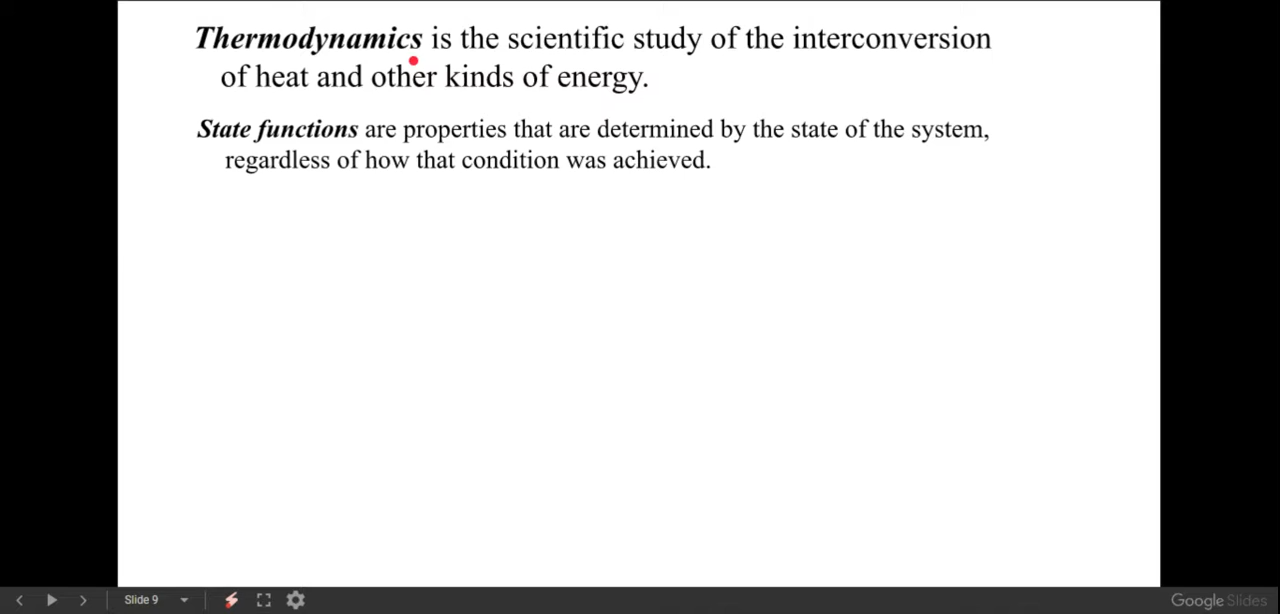 Thermodynamics is the scientific study of the interconversion
of heat and other kinds of energy.
State functions are properties that are determined by the state of the system,
regardless of how that condition was achieved.
Slide 9
Google Slides